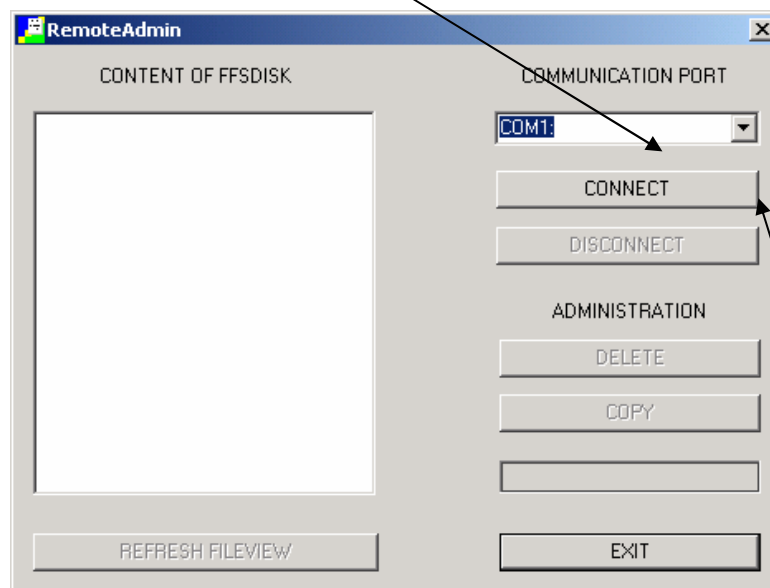 RemoteAdmin
CONTENT OF FFSDISK
COMMUNICATION PORT
COM1:
CONNECT
DISCONNECT
ADMINISTRATION
DELETE
COPY
REFRESH FILEVIEW
EXIT